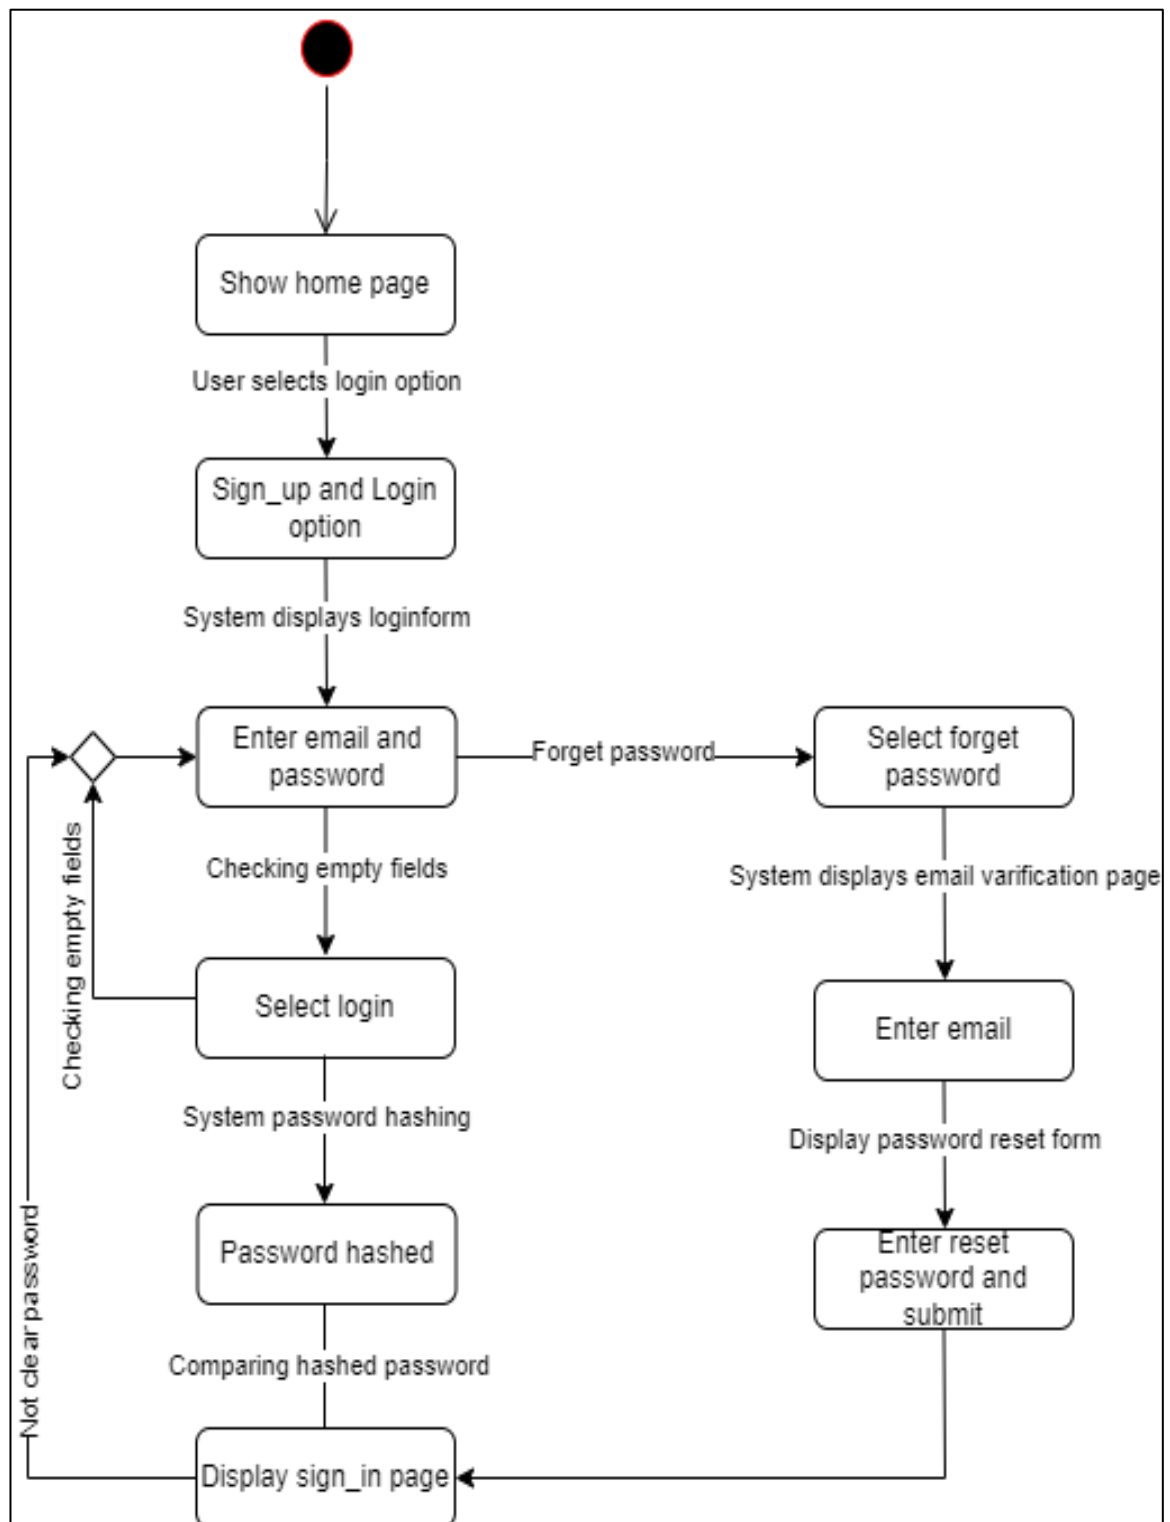 Show home page
User selects login option
Sign_up and Login
option
System displays loginform
Enter email and
password
Forget password
Select forget
password
Checking empty fields
System displays email varification page
Checking empty fields
Select login
Enter email
System password hashing
Display password reset form
Not clear password
Password hashed
Enter reset
password and
submit
Comparing hashed password
Display sign_in page